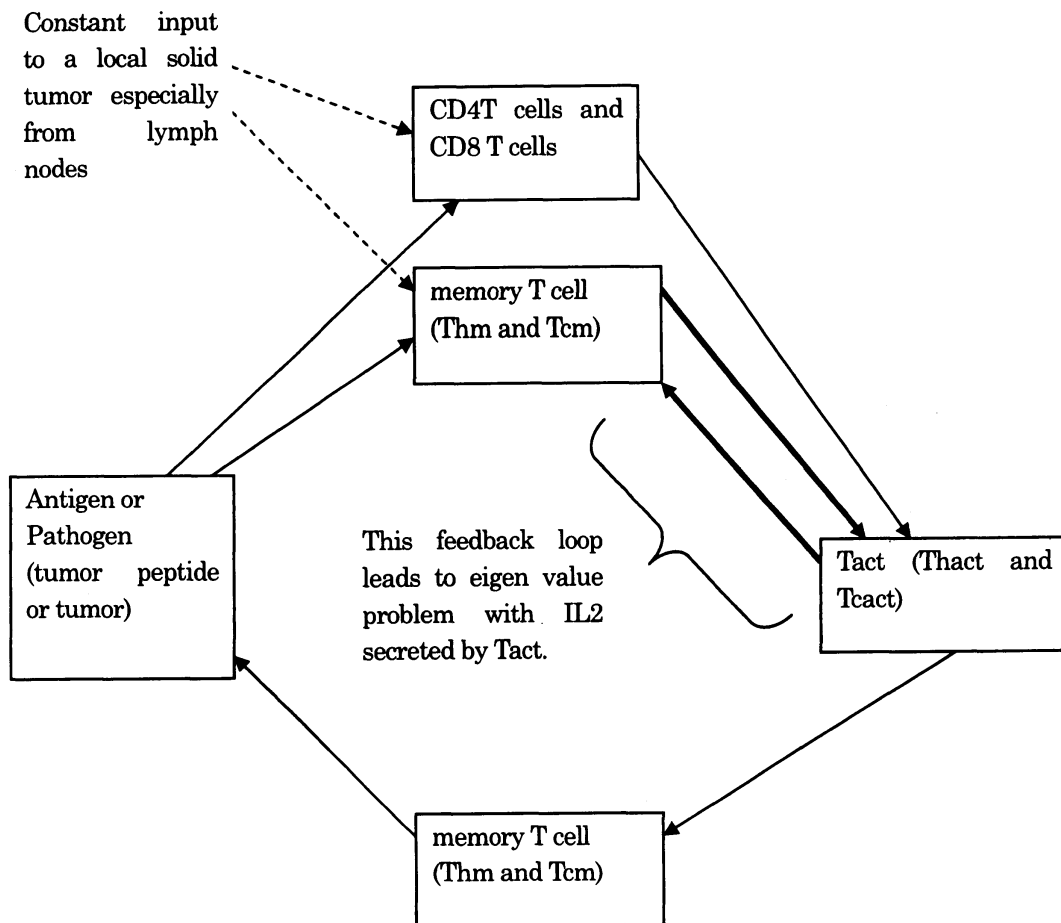 Constant input
to a local solid
tumor especially
from lymph
nodes
CD4T cells and
CD8 T cells
memory T cell
(Thm and Tcm)
Antigen or
Pathogen
(tumor peptide
or tumor)
This feedback loop
leads to eigen value
problem with IL2
secreted by Tact.
Tact (Thact and
Tcact)
memory T cell
(Thm and Tcm)